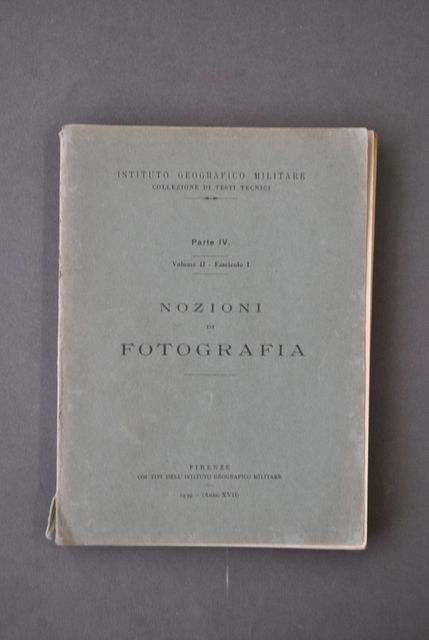 ISTITUTO GEOGRAFICO MILITARE
COLLEZIONE DI TESTI TECNICI
Parte IV.
Volume II - Fascicolo I
NOZIONI
DI
FOTOGRAFIA
FIRENZE
COI TIPI DELL'ISTITUTO GEOGRAFICO MILITARE
1939 - (Anno XVII)